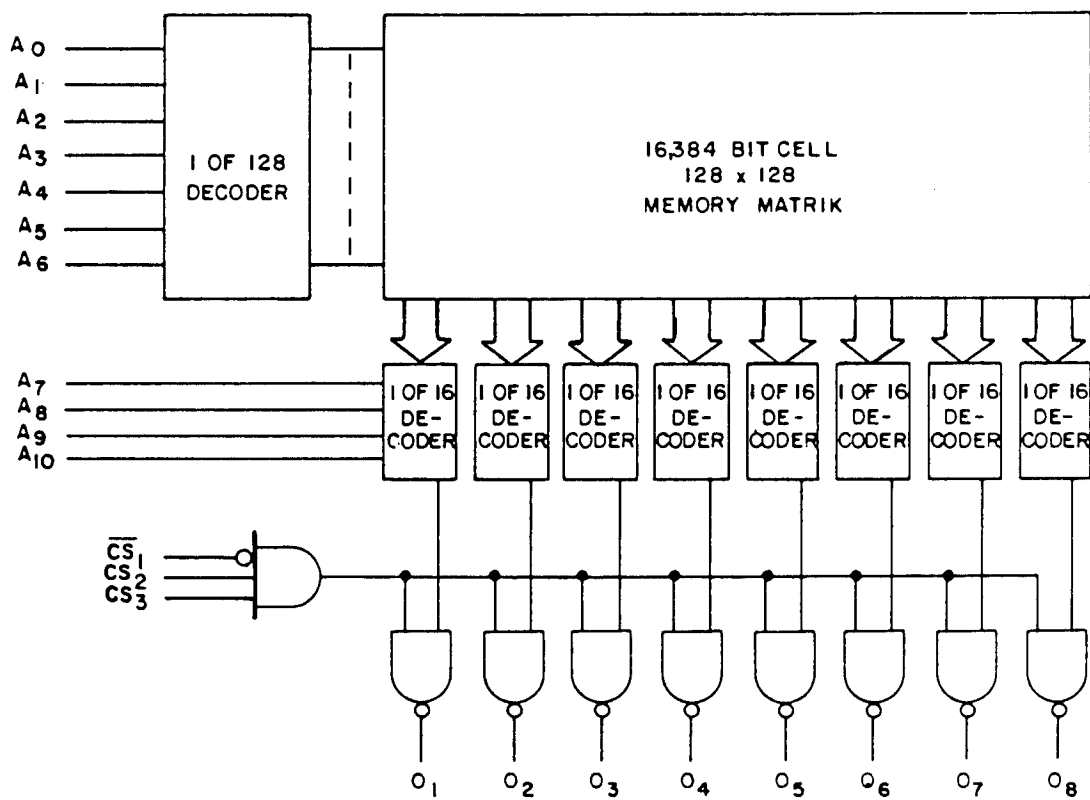 A0
A1
A2
A3
A4
A5
A6
1 OF 128
DECODER
16,384 BIT CELL
128 x 128
MEMORY MATRIK
A7
A8
A9
A10
1 OF 16
DE-
CODER
1 OF 16
DE-
CODER
1 OF 16
DE-
CODER
1 OF 16
DE-
CODER
1 OF 16
DE-
CODER
1 OF 16
DE-
CODER
1 OF 16
DE-
CODER
1 OF 16
DE-
CODER
C̅S̅1
CS2
CS3
O1
O2
O3
O4
O5
O6
O7
O8